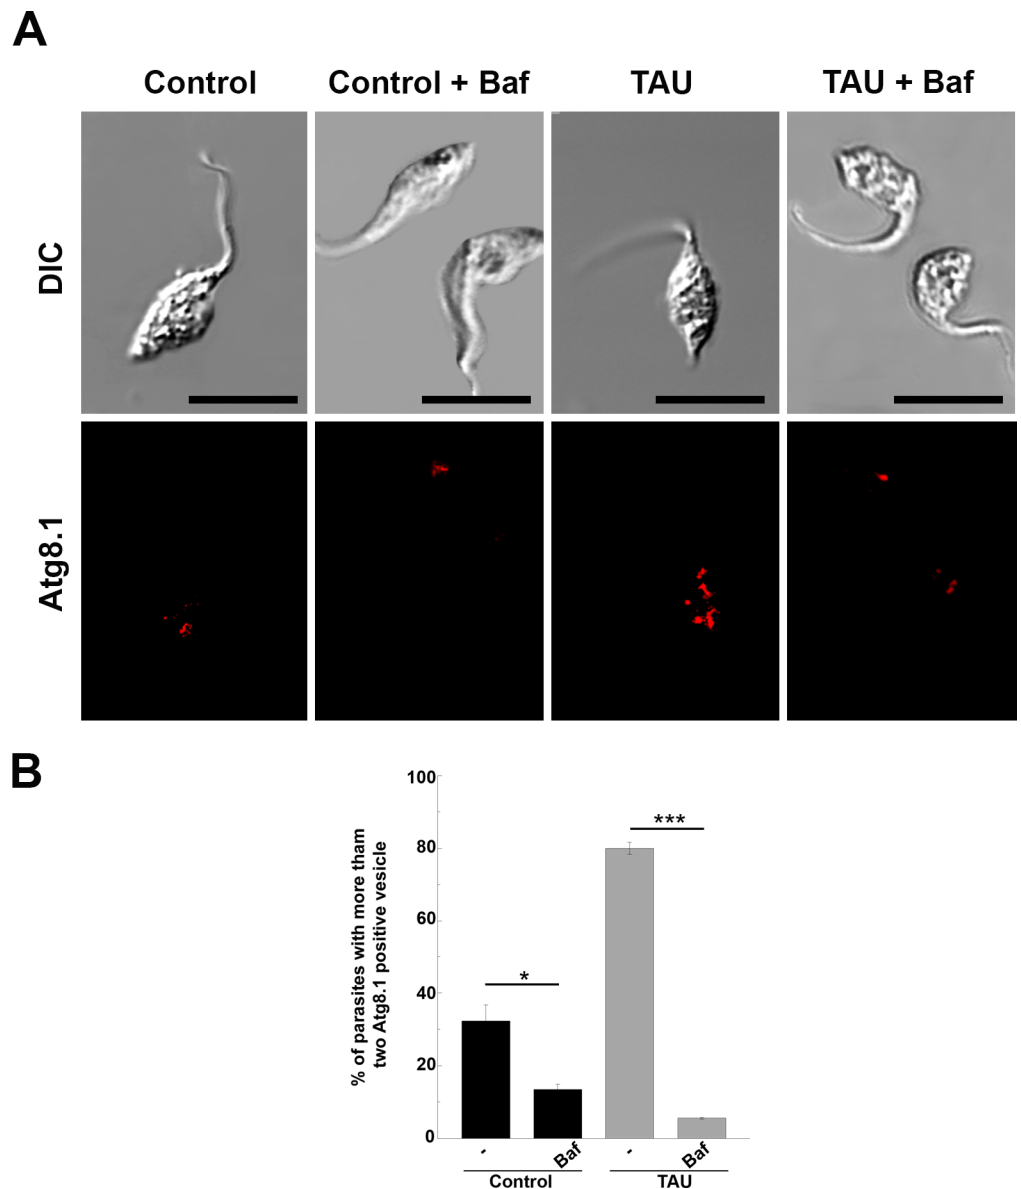 A
Control
Control + Baf
TAU
TAU + Baf
DIC
Atg8.1
B
% of parasites with more tham
two Atg8.1 positive vesicle
100
80
60
40
20
0
*
***
-
Baf
-
Baf
Control
TAU